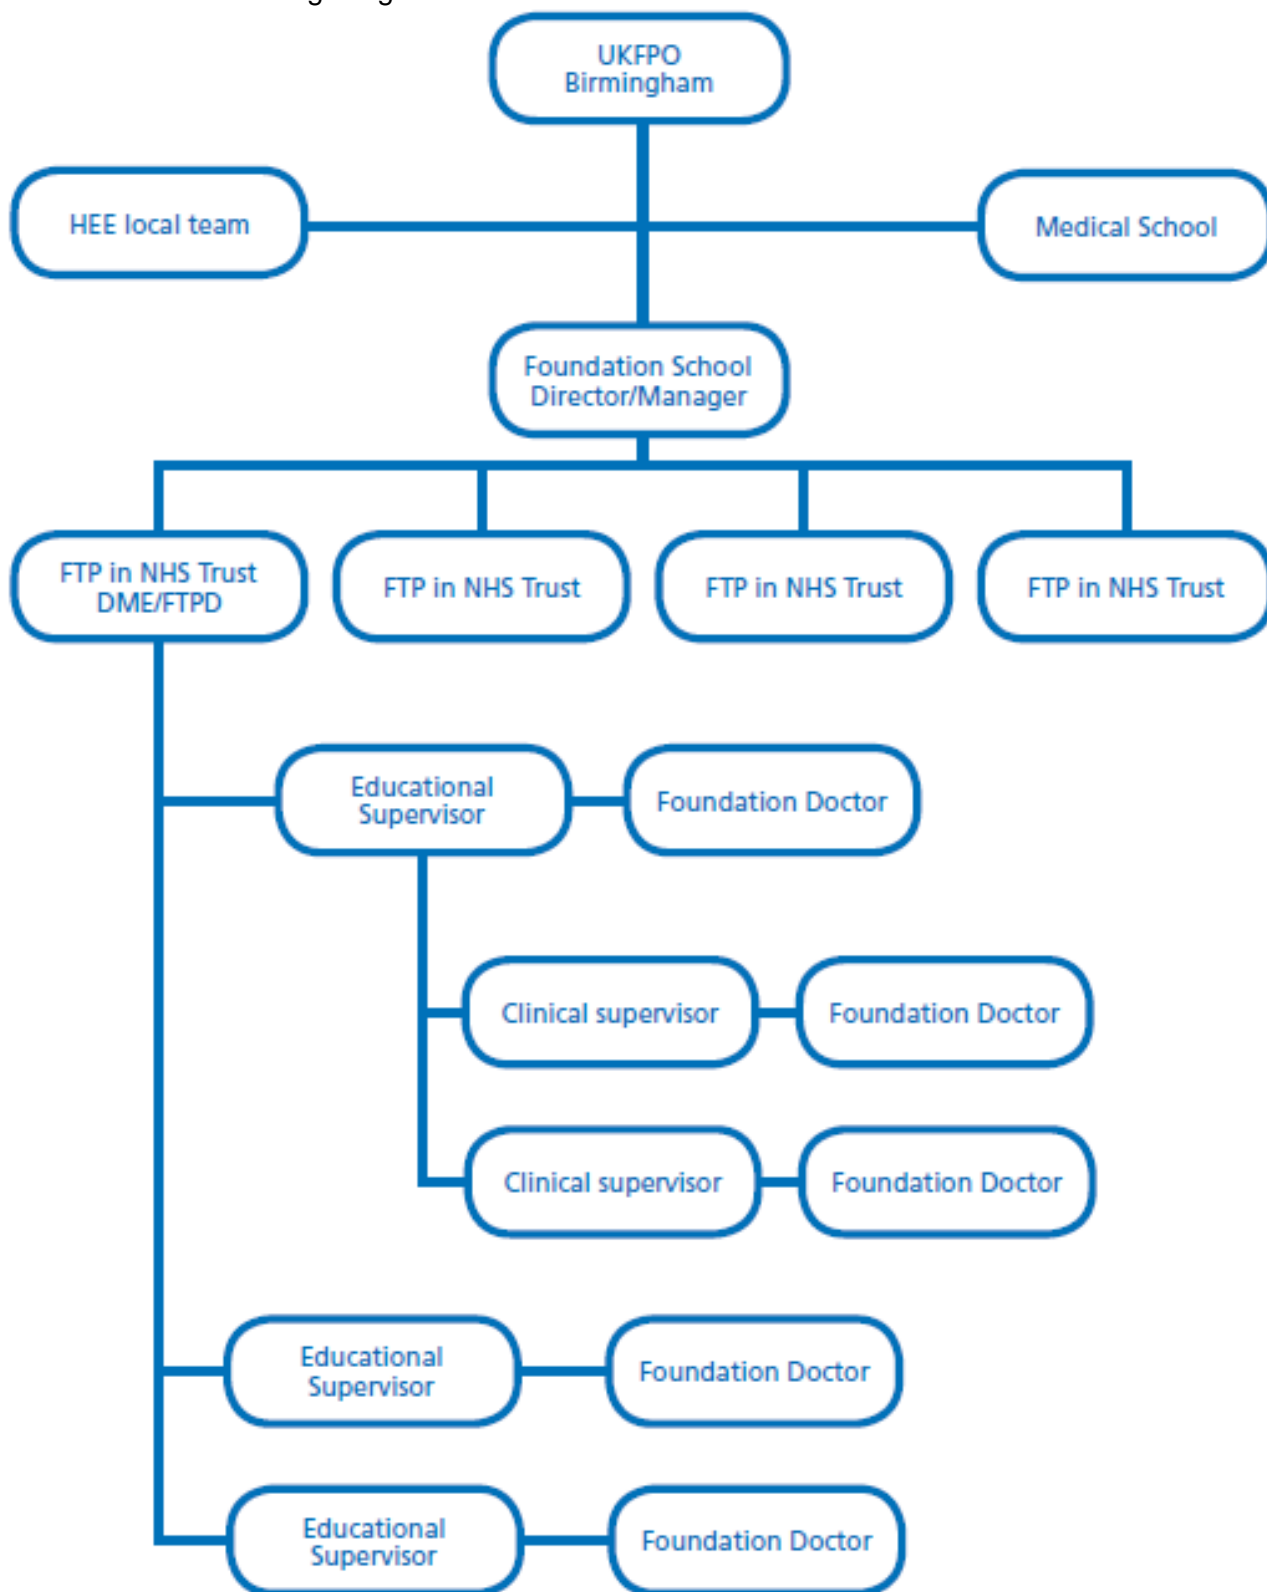 UKFPO
Birmingham
HEE local team
Medical School
Foundation School
Director/Manager
FTP in NHS Trust
DME/FTPD
FTP in NHS Trust
FTP in NHS Trust
FTP in NHS Trust
Educational
Supervisor
Foundation Doctor
Clinical supervisor
Foundation Doctor
Clinical supervisor
Foundation Doctor
Educational
Supervisor
Foundation Doctor
Educational
Supervisor
Foundation Doctor